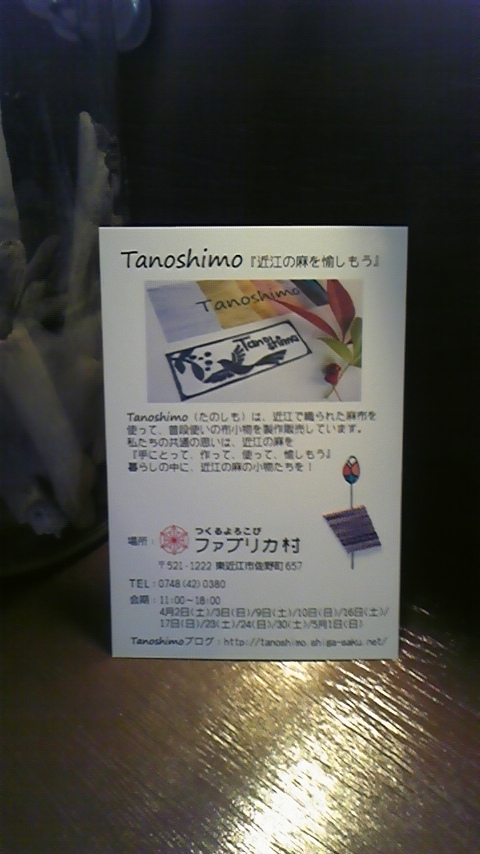 Tanoshimo『近江の麻を愉しもう』
Tanoshimo
Tanoshimo
Tanoshimo（たのしも）は、近江で織られた麻布を
使って、普段使いの布小物を製作販売しています。
私たちの共通の思いは、近江の麻を
『手にとって、作って、使って、愉しもう』
暮らしの中に、近江の麻の小物たちを！
つくるよろこび
場所：ファブリカ村
〒521-1222 東近江市佐野町657
TEL：0748(42)0380
会期：11:00～18:00
4月2日(土)/3日(日)/9日(土)/10日(日)/16日(土)/
17日(日)/23(土)/24(日)/30(土)/5月1日(日)
Tanoshimoブログ：http://tanoshimo.shiga-saku.net/